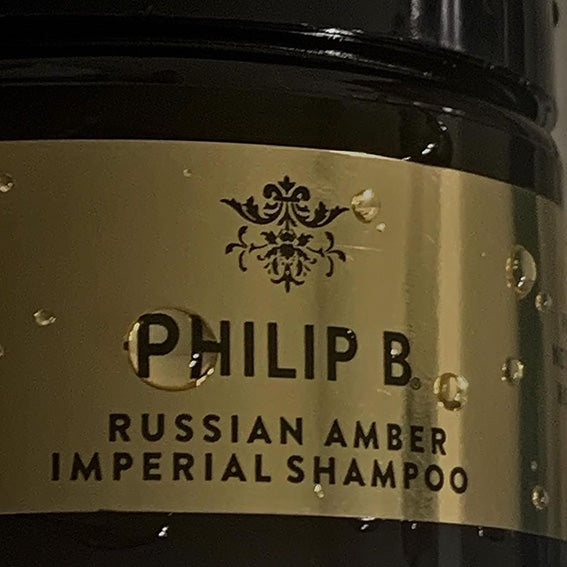 PHILIP B.®
RUSSIAN AMBER
IMPERIAL SHAMPOO